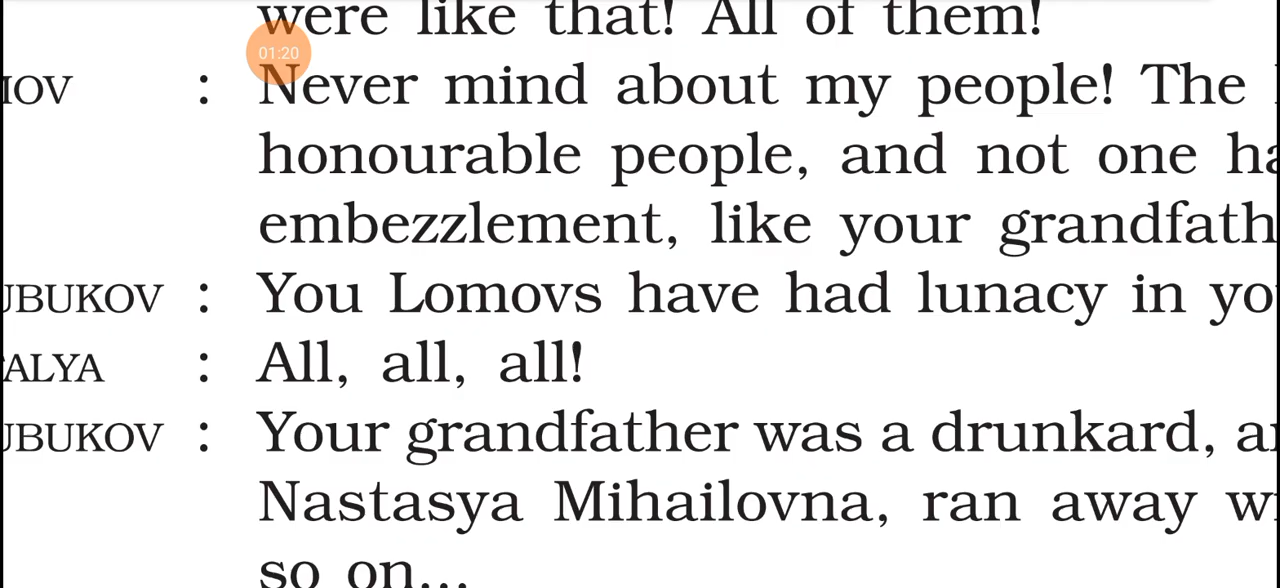 were like that! All of them!
01:20
IOV : Never mind about my people! The
honourable people, and not one ha
embezzlement, like your grandfath
UBUKOV : You Lomovs have had lunacy in yo
ALYA : All, all, all!
UBUKOV : Your grandfather was a drunkard, a
Nastasya Mihailovna, ran away w
so on...